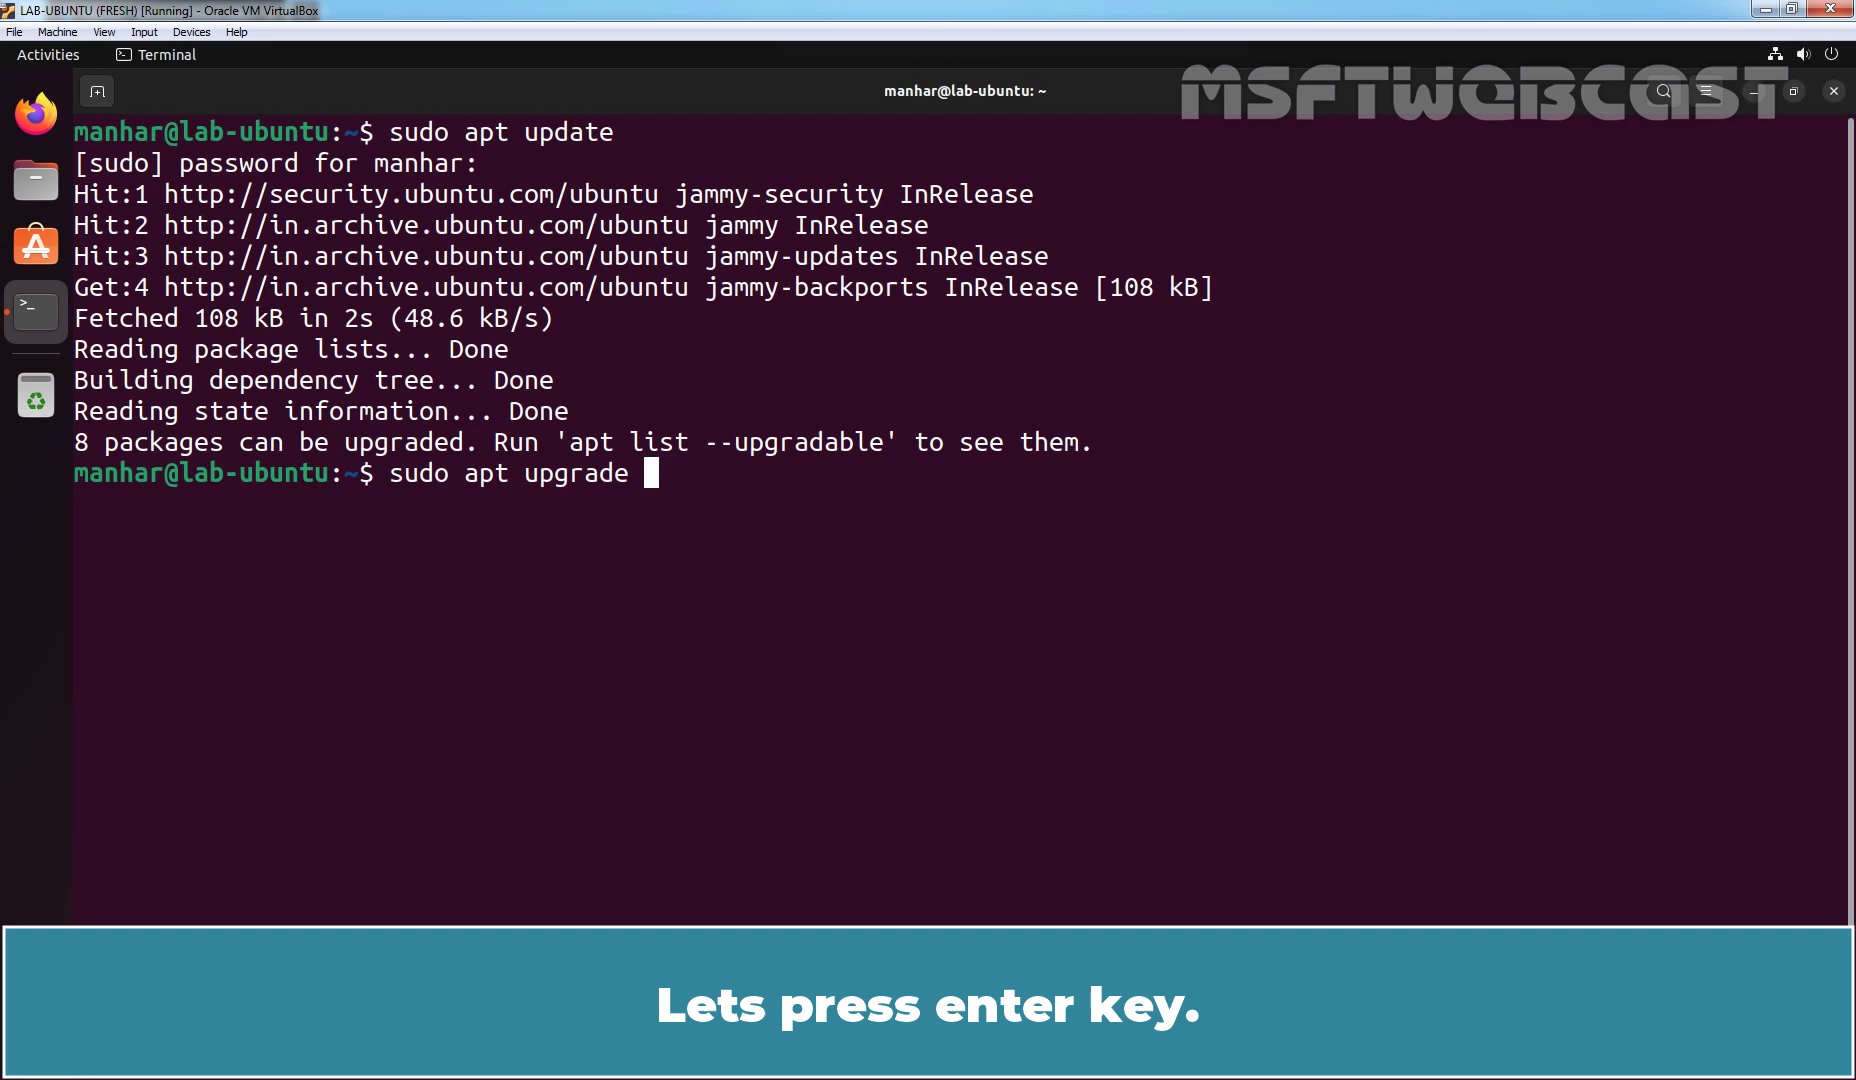 LAB-UBUNTU (FRESH) [Running] - Oracle VM VirtualBox
File Machine View Input Devices Help
Activities Terminal
manhar@lab-ubuntu: ~
MSFTWEBCAST
manhar@lab-ubuntu:~$ sudo apt update
[sudo] password for manhar:
Hit:1 http://security.ubuntu.com/ubuntu jammy-security InRelease
Hit:2 http://in.archive.ubuntu.com/ubuntu jammy InRelease
Hit:3 http://in.archive.ubuntu.com/ubuntu jammy-updates InRelease
Get:4 http://in.archive.ubuntu.com/ubuntu jammy-backports InRelease [108 kB]
Fetched 108 kB in 2s (48.6 kB/s)
Reading package lists... Done
Building dependency tree... Done
Reading state information... Done
8 packages can be upgraded. Run 'apt list --upgradable' to see them.
manhar@lab-ubuntu:~$ sudo apt upgrade
Lets press enter key.